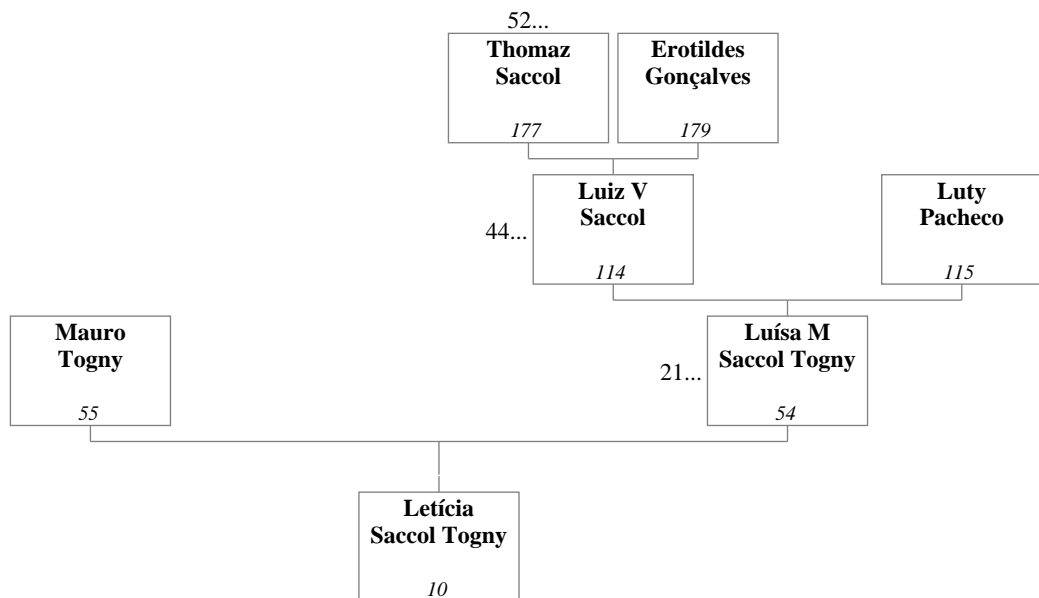 52...
Thomaz
Saccol
177
Erotildes
Gonçalves
179
44...
Luiz V
Saccol
114
Luty
Pacheco
115
Mauro
Togny
55
21...
Luísa M
Saccol Togny
54
Letícia
Saccol Togny
10